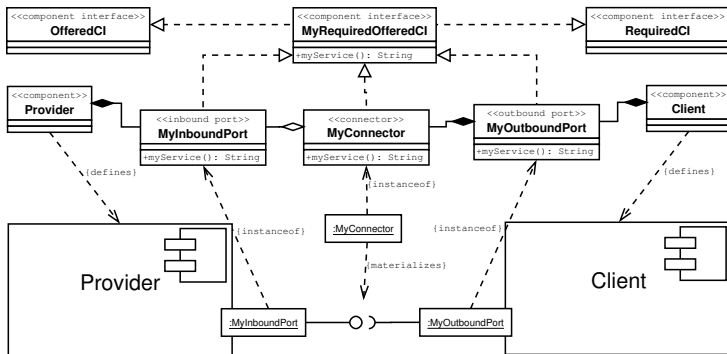 <<component interface>>
OfferedCI
<<component interface>>
MyRequiredOfferedCI
+myService(): String
<<component interface>>
RequiredCI
<<component>>
Provider
<<inbound port>>
MyInboundPort
+myService(): String
<<connector>>
MyConnector
+myService(): String
<<outbound port>>
MyOutboundPort
+myService(): String
<<component>>
Client
{defines}
{instanceof}
{defines}
{instanceof}
:MyConnector
{instanceof}
{materializes}
Provider
Client
:MyInboundPort
:MyOutboundPort